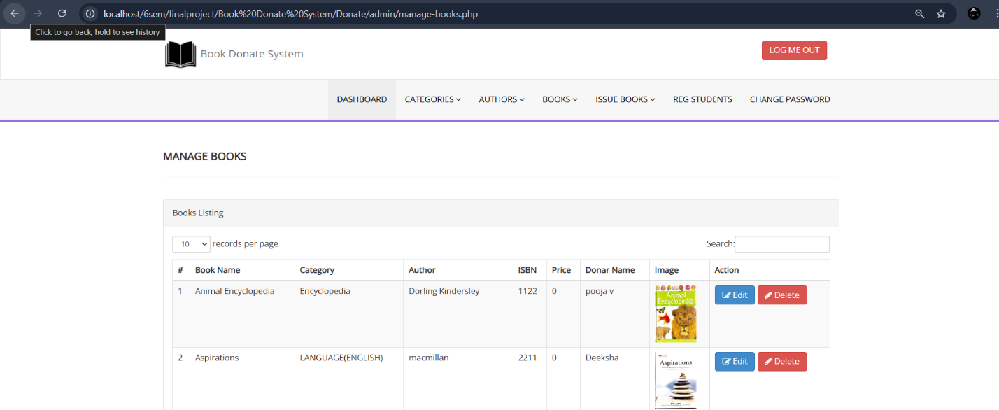 localhost/6sem/finalproject/Book%20Donate%20System/Donate/admin/manage-books.php
Click to go back, hold to see history
Book Donate System
LOG ME OUT
DASHBOARD CATEGORIES AUTHORS BOOKS ISSUE BOOKS REG STUDENTS CHANGE PASSWORD
MANAGE BOOKS
Books Listing
10 records per page Search:
# Book Name Category Author ISBN Price Donar Name Image Action
1 Animal Encyclopedia Encyclopedia Dorling Kindersley 1122 0 pooja v Edit Delete
Animal
Encyclopedia
2 Aspirations LANGUAGE(ENGLISH) macmillan 2211 0 Deeksha Edit Delete
Aspirations